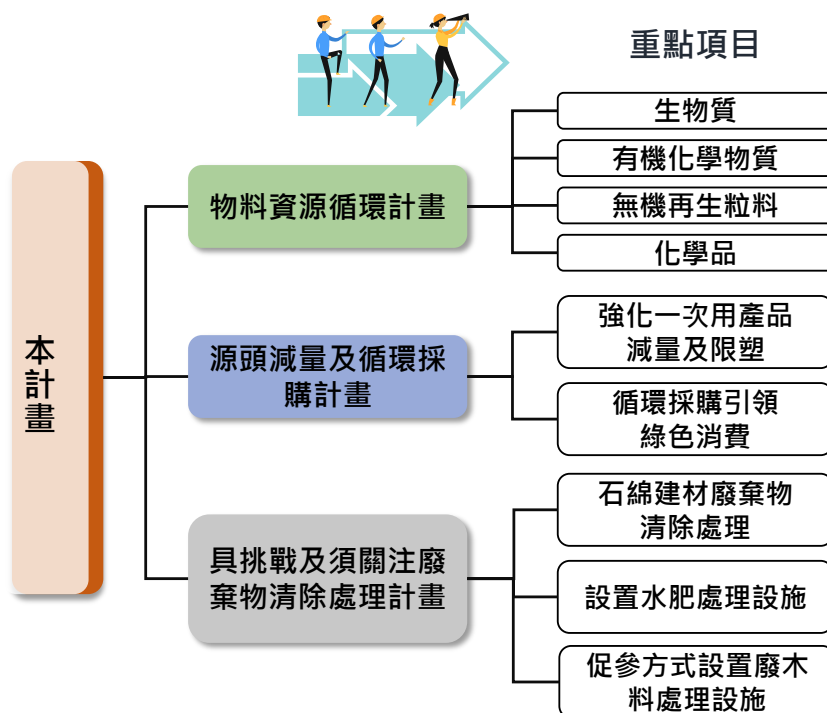 重點項目
本計畫
物料資源循環計畫
生物質
有機化學物質
無機再生粒料
化學品
源頭減量及循環採
購計畫
強化一次用產品
減量及限塑
循環採購引領
綠色消費
具挑戰及須關注廢
棄物清除處理計畫
石綿建材廢棄物
清除處理
設置水肥處理設施
促參方式設置廢木
料處理設施